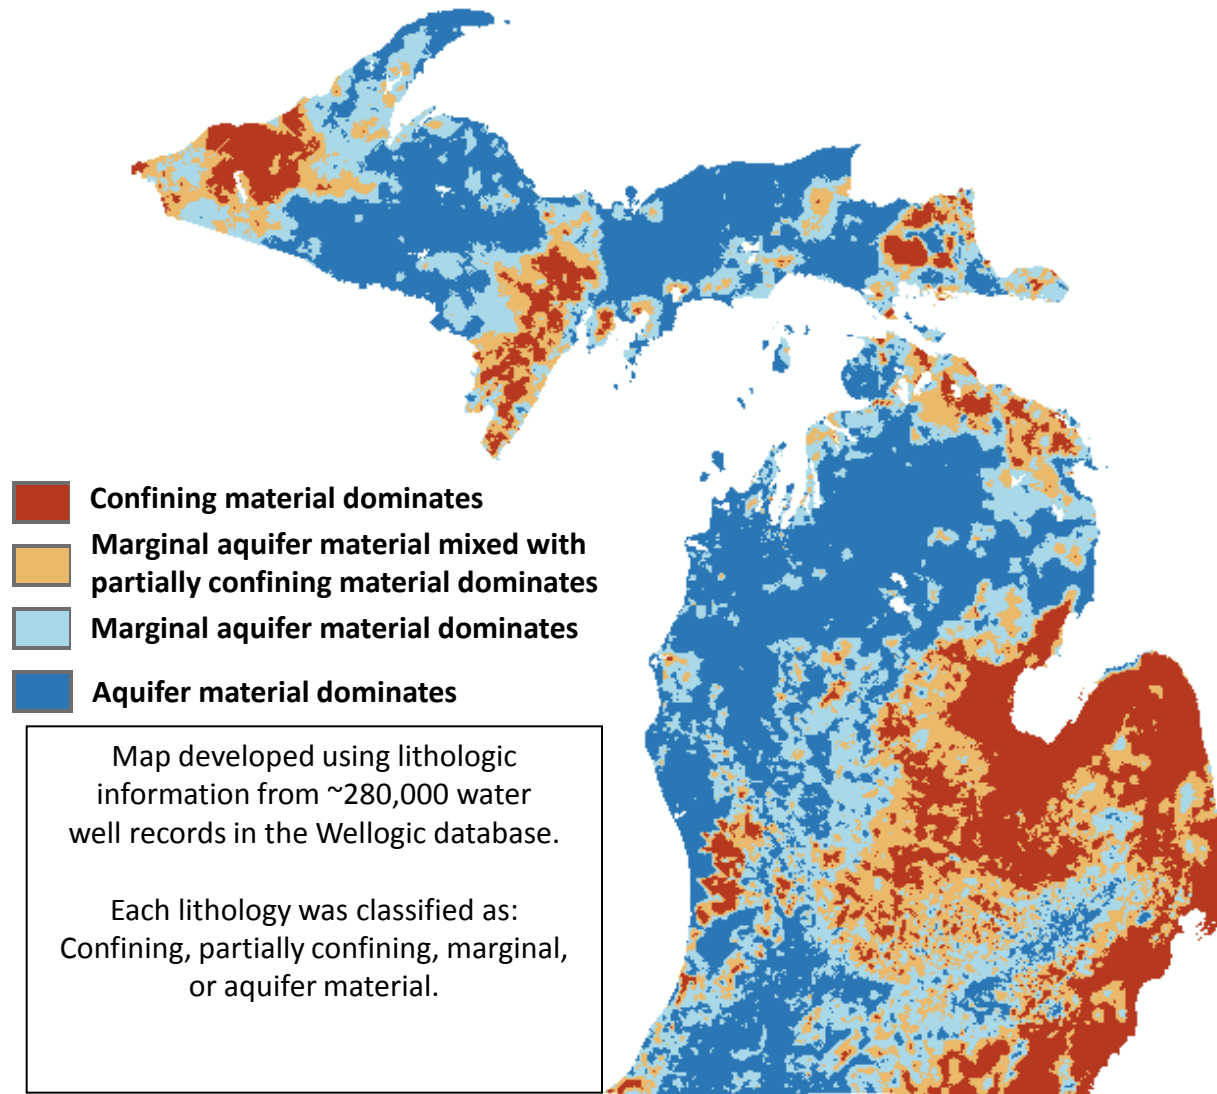 Confining material dominates
Marginal aquifer material mixed with
partially confining material dominates
Marginal aquifer material dominates
Aquifer material dominates
Map developed using lithologic
information from ~280,000 water
well records in the Wellogic database.
Each lithology was classified as:
Confining, partially confining, marginal,
or aquifer material.